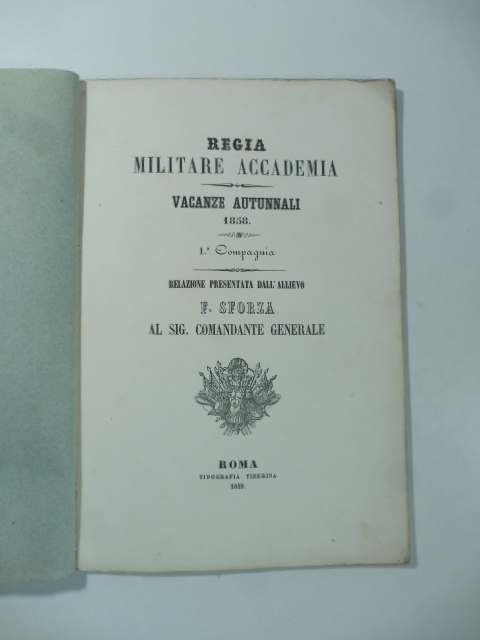 REGIA
MILITARE ACCADEMIA
VACANZE AUTUNNALI
1858.
1.ª Compagnia
RELAZIONE PRESENTATA DALL'ALLIEVO
F. SFORZA
AL SIG. COMANDANTE GENERALE
ROMA
TIPOGRAFIA TIBERINA
1859.